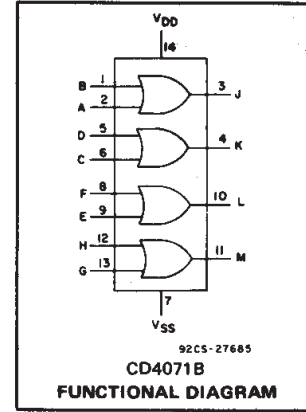 VDD
14
B 1
A 2
3 J
D 5
C 6
4 K
F 8
E 9
10 L
H 12
G 13
11 M
7
VSS
92CS-27685
CD4071B
FUNCTIONAL DIAGRAM